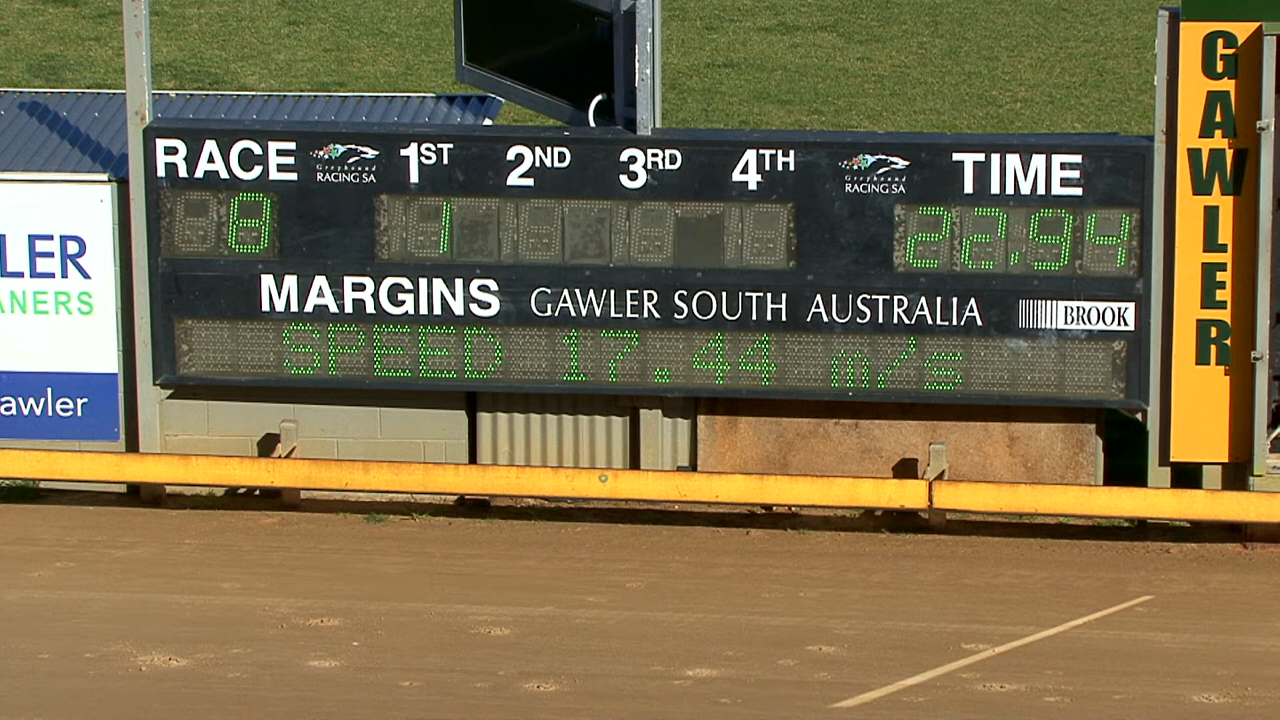 RACE
Greyhound
RACING SA
1ST 2ND 3RD 4TH
Greyhound
RACING SA
TIME
8 1 22.94
MARGINS GAWLER SOUTH AUSTRALIA BROOK
SPEED 17.44 m/s
LER
ANERS
awler
GAWLER